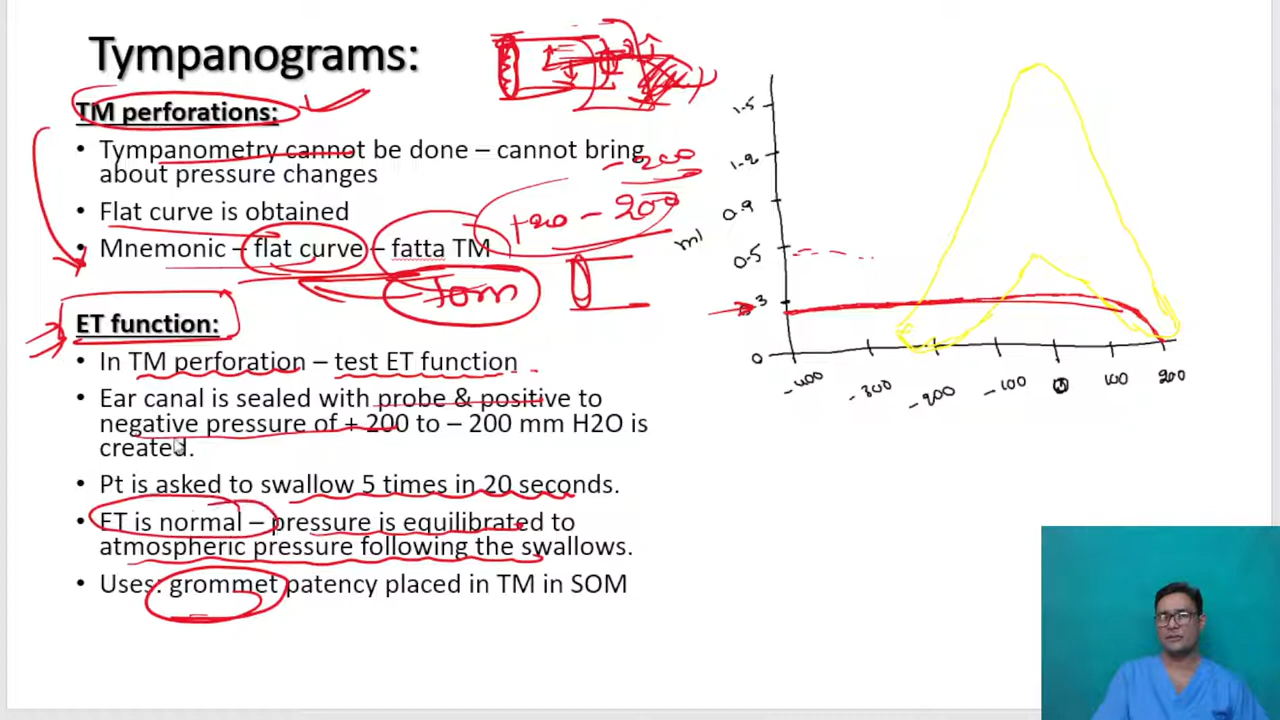 Tympanograms:
TM perforations:
• Tympanometry cannot be done – cannot bring
about pressure changes
• Flat curve is obtained
• Mnemonic – flat curve – fatta TM
ET function:
• In TM perforation – test ET function
• Ear canal is sealed with probe & positive to
negative pressure of + 200 to – 200 mm H2O is
created.
• Pt is asked to swallow 5 times in 20 seconds.
• ET is normal – pressure is equilibrated to
atmospheric pressure following the swallows.
• Uses: grommet patency placed in TM in SOM
-200
- 200
ml
1.5
1.2
0.9
0.5
3
0
-400
-300
-200
-100
0
100
200